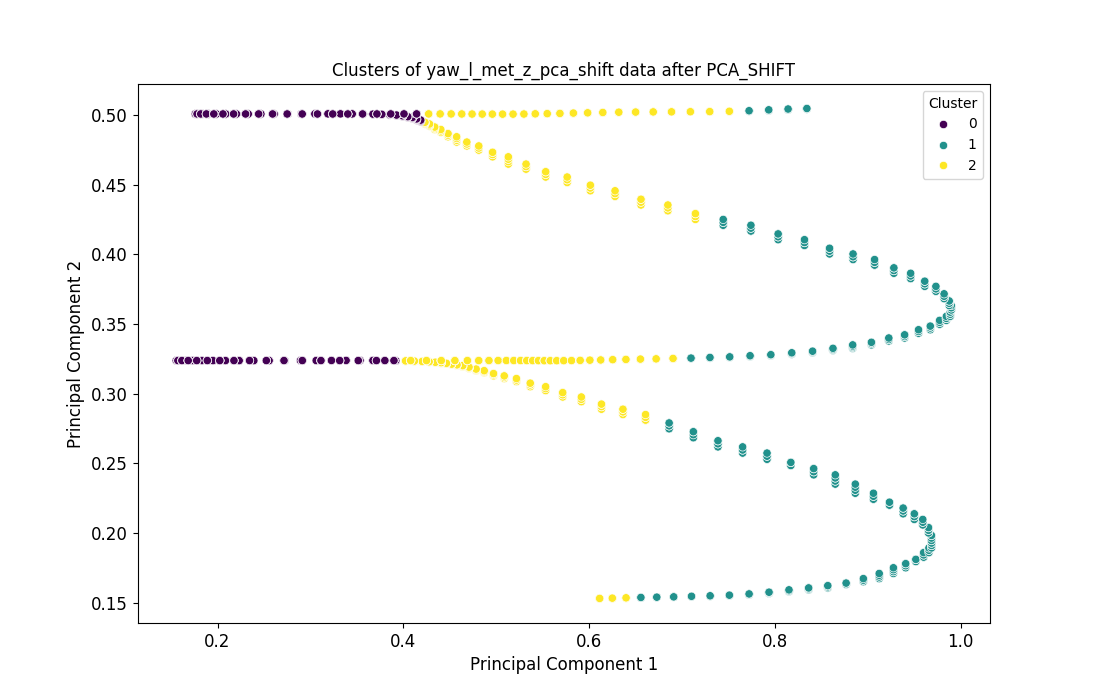 Clusters of yaw_l_met_z_pca_shift data after PCA_SHIFT
Cluster
0
1
2
0.50
0.45
0.40
0.35
0.30
0.25
0.20
0.15
Principal Component 2
0.2 0.4 0.6 0.8 1.0
Principal Component 1